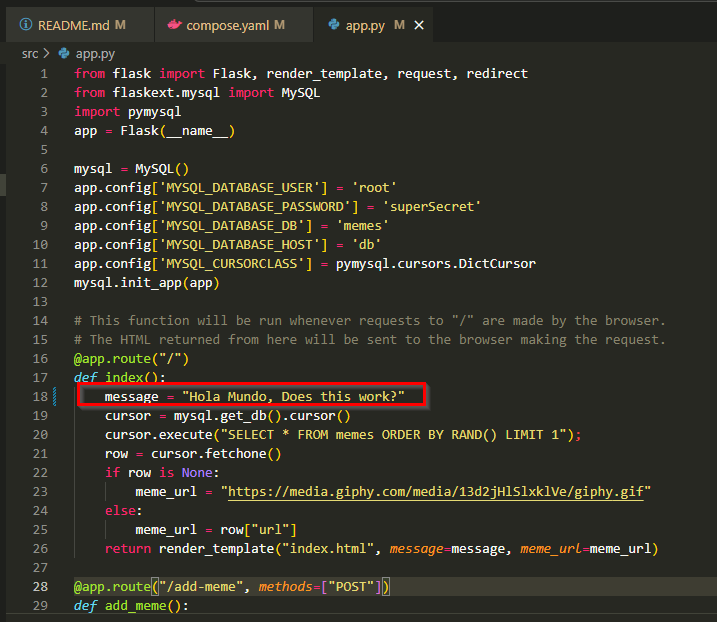 README.md M compose.yaml M app.py M ×
src > app.py
1 from flask import Flask, render_template, request, redirect
2 from flaskext.mysql import MySQL
3 import pymysql
4 app = Flask(__name__)
5
6 mysql = MySQL()
7 app.config['MYSQL_DATABASE_USER'] = 'root'
8 app.config['MYSQL_DATABASE_PASSWORD'] = 'superSecret'
9 app.config['MYSQL_DATABASE_DB'] = 'memes'
10 app.config['MYSQL_DATABASE_HOST'] = 'db'
11 app.config['MYSQL_CURSORCLASS'] = pymysql.cursors.DictCursor
12 mysql.init_app(app)
13
14 # This function will be run whenever requests to "/" are made by the browser.
15 # The HTML returned from here will be sent to the browser making the request.
16 @app.route("/")
17 def index():
18     message = "Hola Mundo, Does this work?"
19     cursor = mysql.get_db().cursor()
20     cursor.execute("SELECT * FROM memes ORDER BY RAND() LIMIT 1");
21     row = cursor.fetchone()
22     if row is None:
23         meme_url = "https://media.giphy.com/media/13d2jHlSlxklVe/giphy.gif"
24     else:
25         meme_url = row["url"]
26     return render_template("index.html", message=message, meme_url=meme_url)
27
28 @app.route("/add-meme", methods=["POST"])
29 def add_meme():